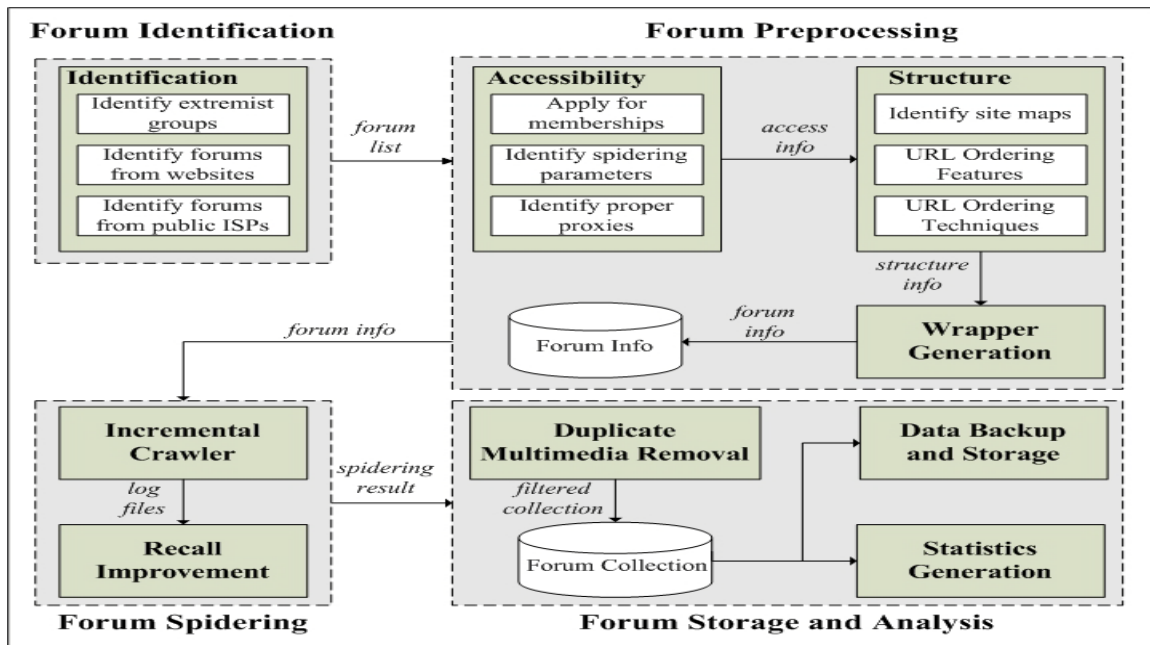 Forum Identification
Forum Preprocessing
Identification
Identify extremist
groups
Identify forums
from websites
Identify forums
from public ISPs
forum
list
Accessibility
Apply for
memberships
Identify spidering
parameters
Identify proper
proxies
access
info
Structure
Identify site maps
URL Ordering
Features
URL Ordering
Techniques
structure
info
Wrapper
Generation
forum
info
Forum Info
forum info
Incremental
Crawler
log
files
Recall
Improvement
spidering
result
Duplicate
Multimedia Removal
filtered
collection
Forum Collection
Data Backup
and Storage
Statistics
Generation
Forum Spidering
Forum Storage and Analysis